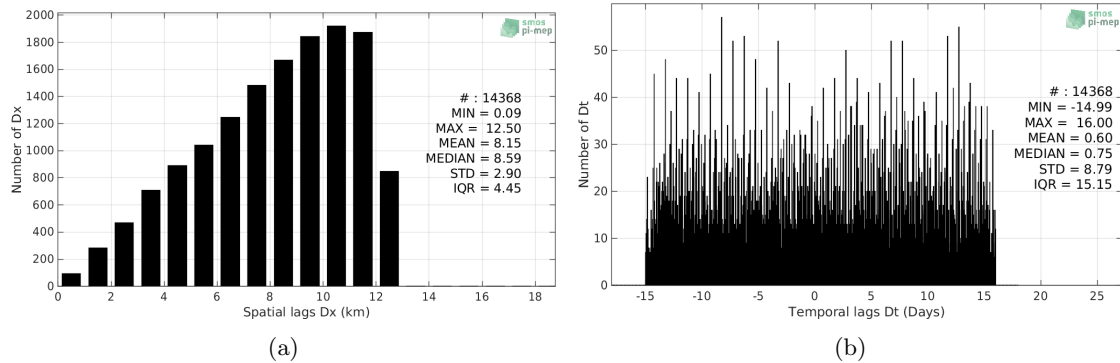 2000
1800
1600
1400
1200
1000
800
600
400
200
0
Number of Dx
0 2 4 6 8 10 12 14 16 18
Spatial lags Dx (km)
smos
pi-mep
# : 14368
MIN = 0.09
MAX = 12.50
MEAN = 8.15
MEDIAN = 8.59
STD = 2.90
IQR = 4.45
(a)
50
40
30
20
10
0
Number of Dt
-15 -10 -5 0 5 10 15 20 25
Temporal lags Dt (Days)
smos
pi-mep
# : 14368
MIN = -14.99
MAX = 16.00
MEAN = 0.60
MEDIAN = 0.75
STD = 8.79
IQR = 15.15
(b)